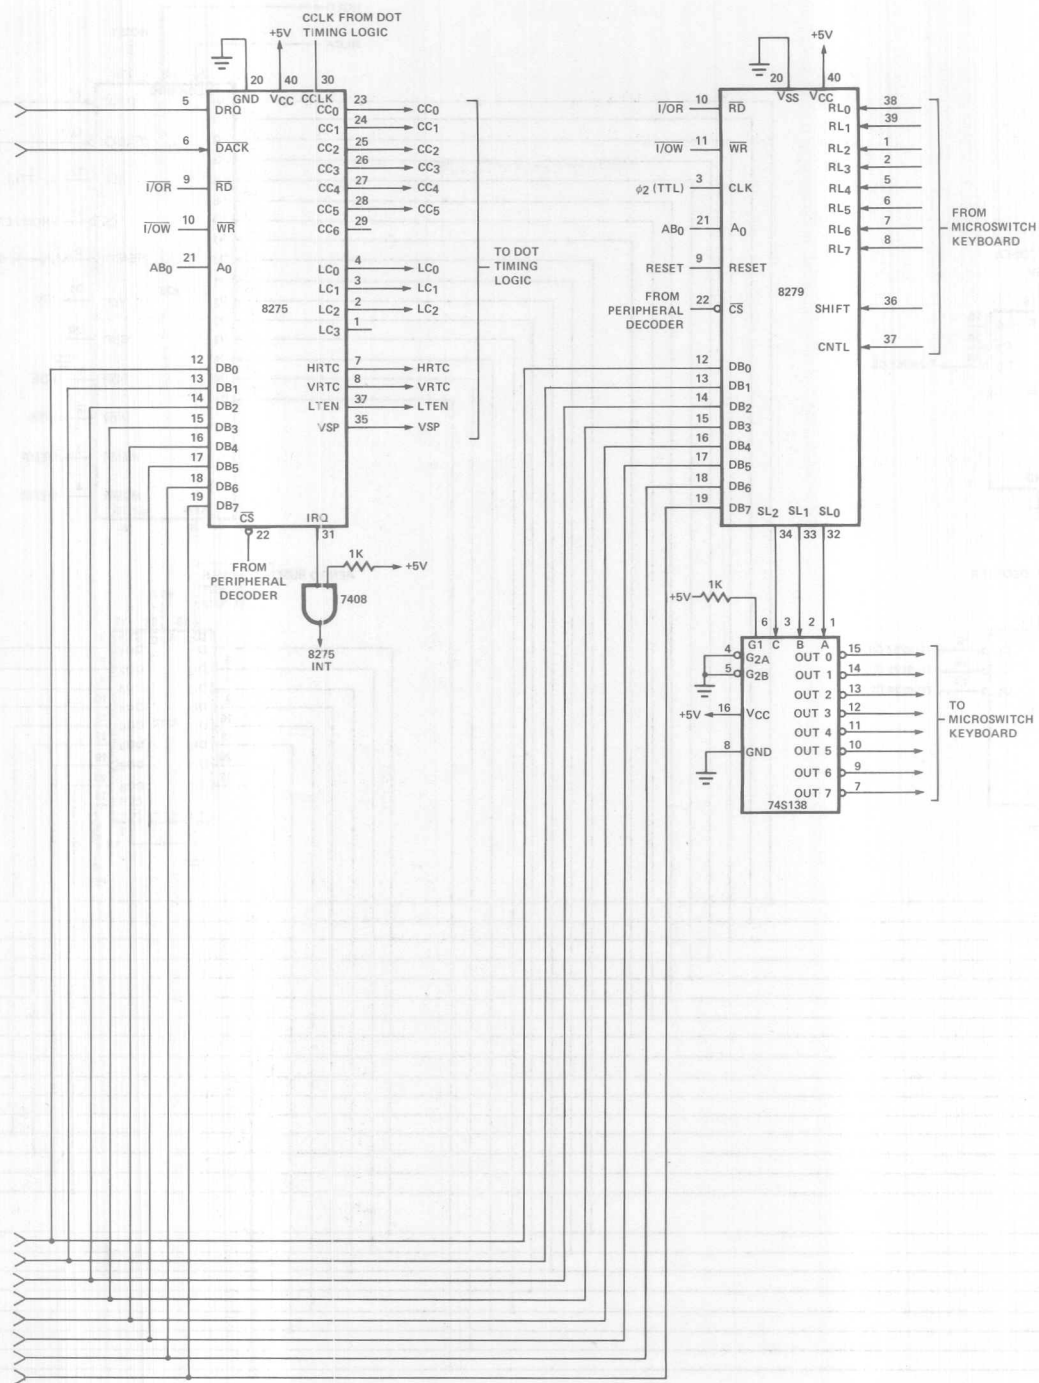 CCLK FROM DOT
TIMING LOGIC
+5V
20 40 30
GND VCC CCLK
5 DRQ
6 DACK
I/OR 9 RD
I/OW 10 WR
AB0 21 A0
8275
CC0 23 CC0
CC1 24 CC1
CC2 25 CC2
CC3 26 CC3
CC4 27 CC4
CC5 28 CC5
CC6 29
LC0 4 LC0
LC1 3 LC1
LC2 2 LC2
LC3 1
HRTC 7 HRTC
VRTC 8 VRTC
LTEN 37 LTEN
VSP 35 VSP
TO DOT
TIMING
LOGIC
12 DB0
13 DB1
14 DB2
15 DB3
16 DB4
17 DB5
18 DB6
19 DB7
CS IRQ
22 31
FROM
PERIPHERAL
DECODER
1K
+5V
7408
8275
INT
+5V
20 40
VSS VCC
I/OR 10 RD
I/OW 11 WR
φ2 (TTL) 3 CLK
AB0 21 A0
RESET 9 RESET
FROM
PERIPHERAL
DECODER
22 CS
8279
RL0 38
RL1 39
RL2 1
RL3 2
RL4 5
RL5 6
RL6 7
RL7 8
SHIFT 36
CNTL 37
FROM
MICROSWITCH
KEYBOARD
12 DB0
13 DB1
14 DB2
15 DB3
16 DB4
17 DB5
18 DB6
19 DB7
SL2 SL1 SL0
34 33 32
1K
+5V
6 3 2 1
G1 C B A
4 G2A
5 G2B
+5V 16 VCC
8 GND
OUT 0 15
OUT 1 14
OUT 2 13
OUT 3 12
OUT 4 11
OUT 5 10
OUT 6 9
OUT 7 7
74S138
TO
MICROSWITCH
KEYBOARD